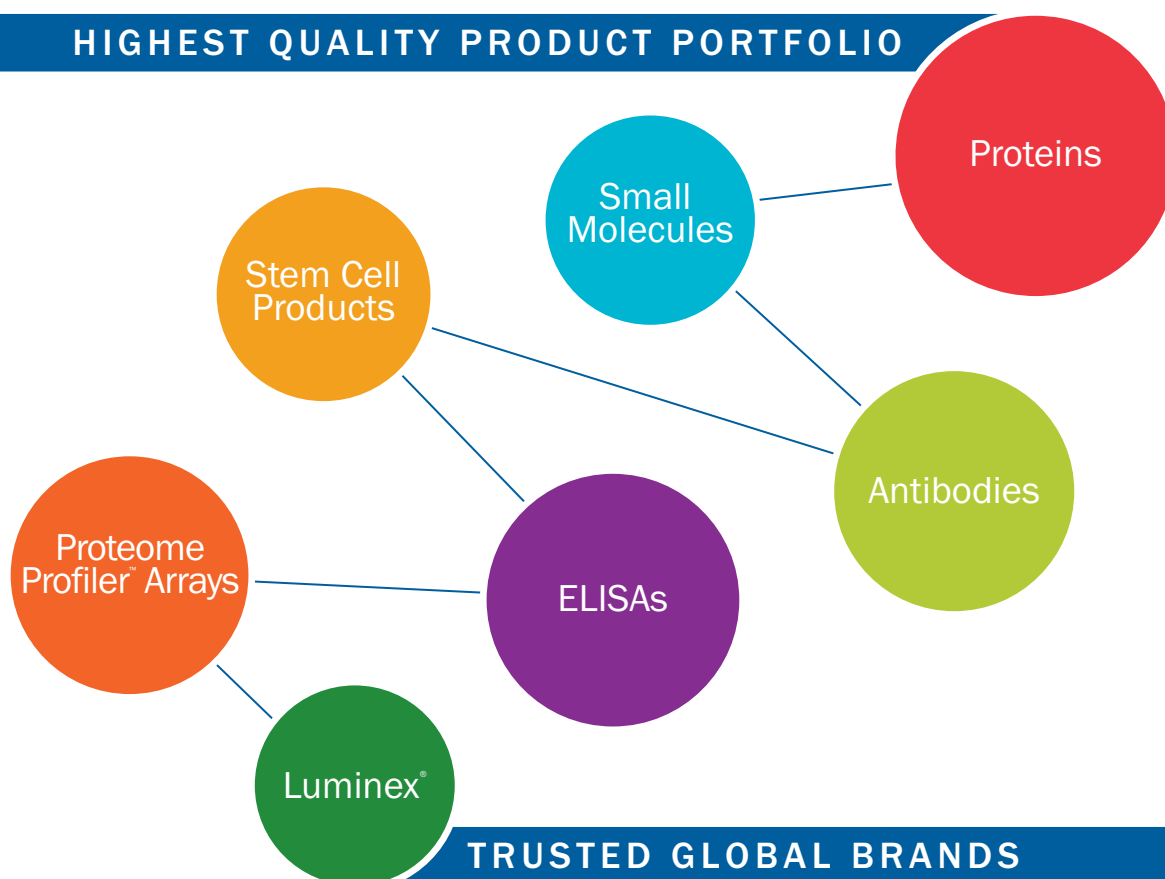 HIGHEST QUALITY PRODUCT PORTFOLIO
Proteins
Small
Molecules
Stem Cell
Products
Antibodies
Proteome
Profiler™ Arrays
ELISAs
Luminex®
TRUSTED GLOBAL BRANDS